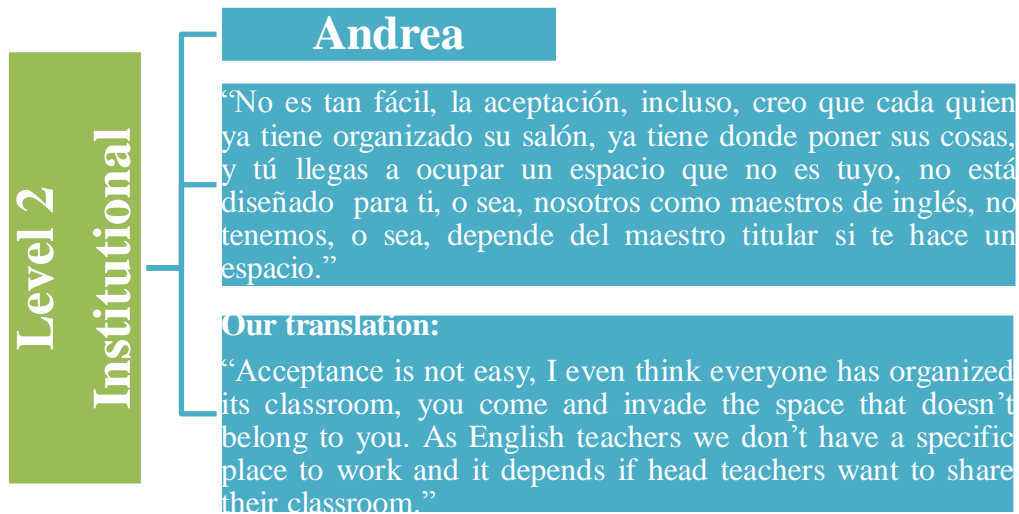 Level 2
Institutional
Andrea
“No es tan fácil, la aceptación, incluso, creo que cada quien
ya tiene organizado su salón, ya tiene donde poner sus cosas,
y tú llegas a ocupar un espacio que no es tuyo, no está
diseñado para ti, o sea, nosotros como maestros de inglés, no
tenemos, o sea, depende del maestro titular si te hace un
espacio.”
Our translation:
“Acceptance is not easy, I even think everyone has organized
its classroom, you come and invade the space that doesn’t
belong to you. As English teachers we don’t have a specific
place to work and it depends if head teachers want to share
their classroom.”